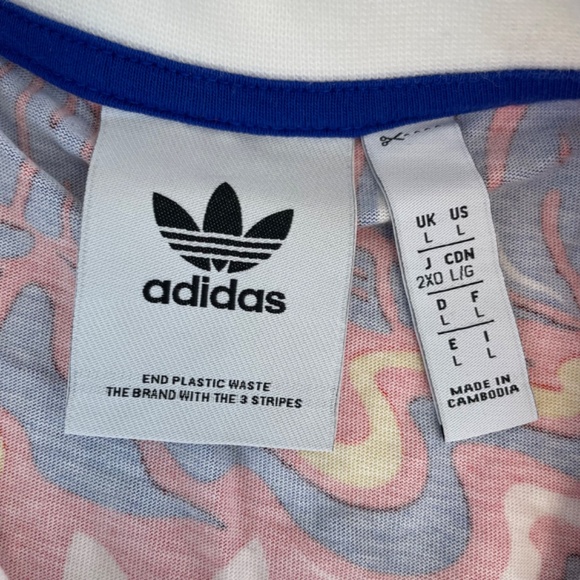 adidas
END PLASTIC WASTE
THE BRAND WITH THE 3 STRIPES
UK US
L L
J CDN
2XO L/G
D F
L L
E I
L L
MADE IN
CAMBODIA